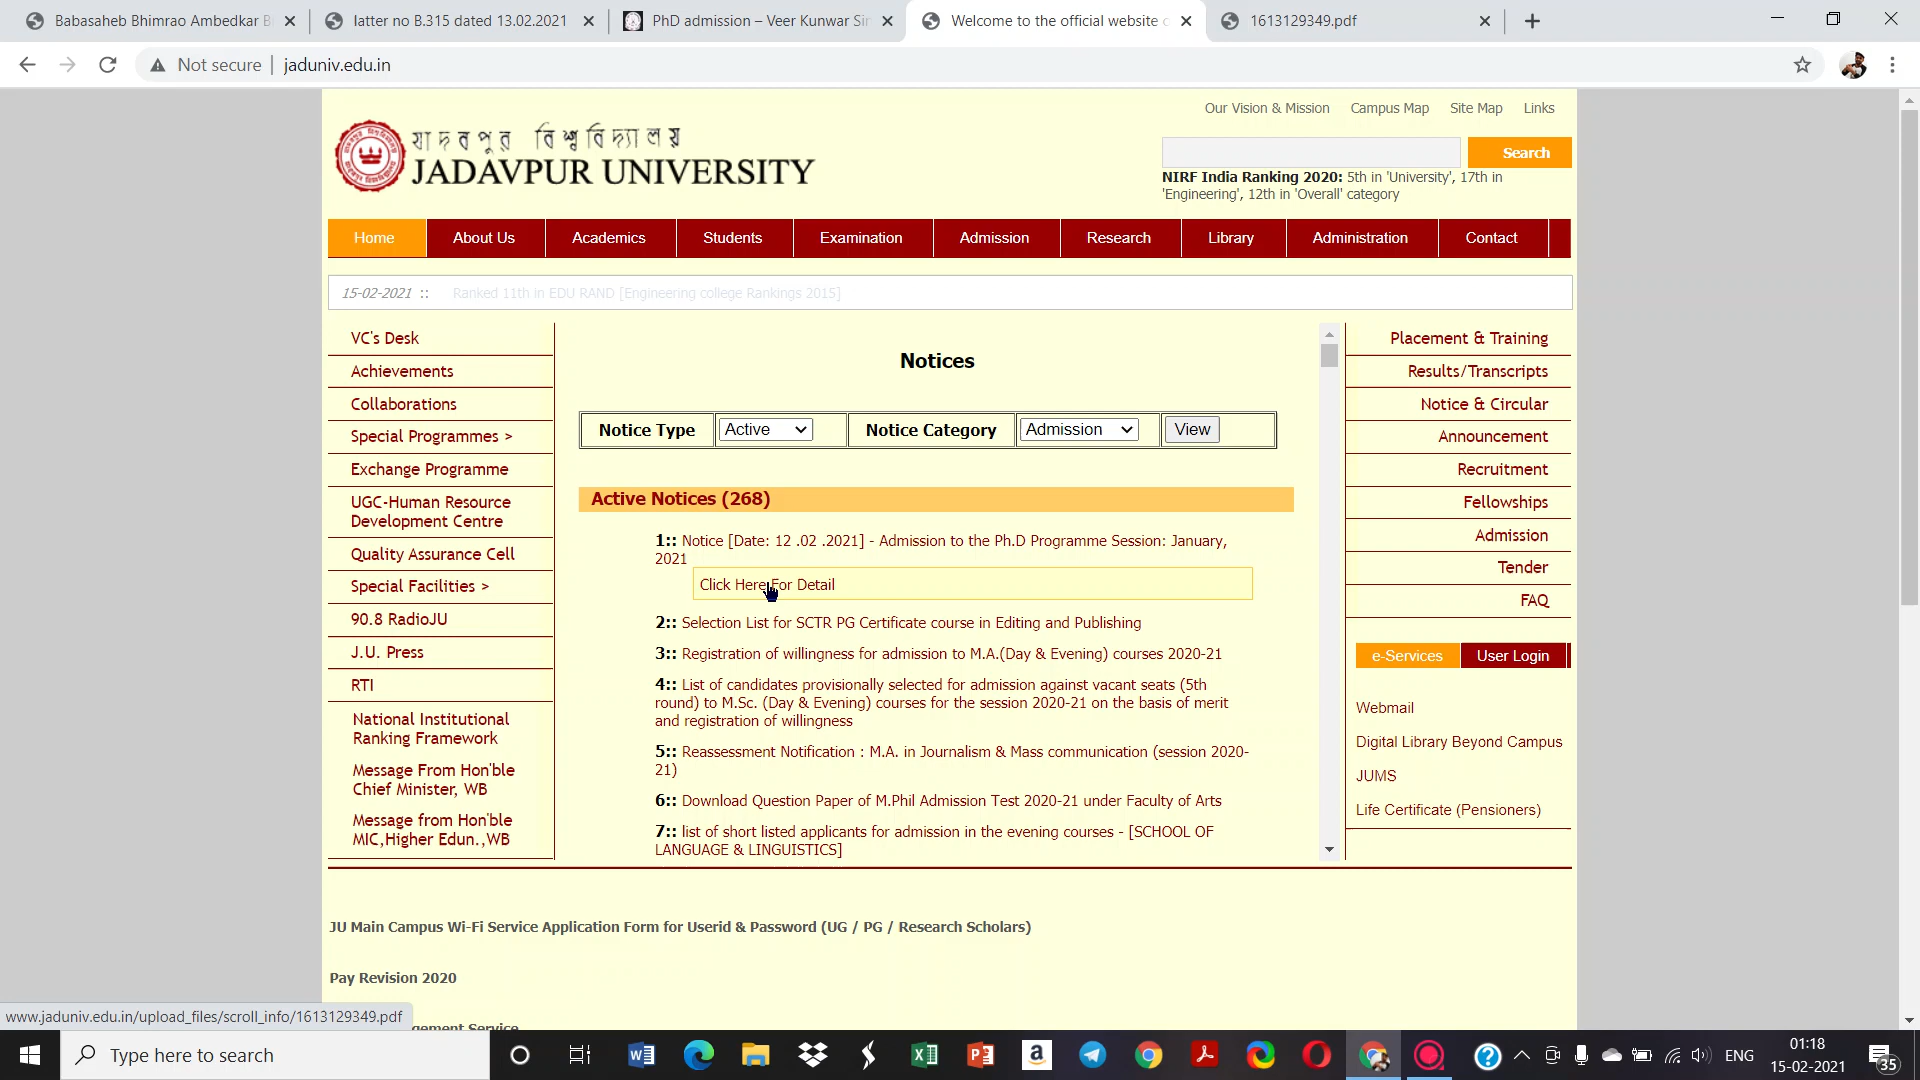 Babasaheb Bhimrao Ambedkar B
latter no B.315 dated 13.02.2021
PhD admission – Veer Kunwar Sin
Welcome to the official website o
1613129349.pdf
Not secure
jaduniv.edu.in
Our Vision & Mission
Campus Map
Site Map
Links
যাদবপুর বিশ্ববিদ্যালয়
JADAVPUR UNIVERSITY
Search
NIRF India Ranking 2020: 5th in 'University', 17th in
'Engineering', 12th in 'Overall' category
Home
About Us
Academics
Students
Examination
Admission
Research
Library
Administration
Contact
15-02-2021 ::
Ranked 11th in EDU RAND [Engineering college Rankings 2015]
VC's Desk
Achievements
Collaborations
Special Programmes >
Exchange Programme
UGC-Human Resource
Development Centre
Quality Assurance Cell
Special Facilities >
90.8 RadioJU
J.U. Press
RTI
National Institutional
Ranking Framework
Message From Hon'ble
Chief Minister, WB
Message from Hon'ble
MIC,Higher Edun.,WB
Notices
Notice Type
Active
Notice Category
Admission
View
Active Notices (268)
1:: Notice [Date: 12 .02 .2021] - Admission to the Ph.D Programme Session: January,
2021
Click Here For Detail
2:: Selection List for SCTR PG Certificate course in Editing and Publishing
3:: Registration of willingness for admission to M.A.(Day & Evening) courses 2020-21
4:: List of candidates provisionally selected for admission against vacant seats (5th
round) to M.Sc. (Day & Evening) courses for the session 2020-21 on the basis of merit
and registration of willingness
5:: Reassessment Notification : M.A. in Journalism & Mass communication (session 2020-
21)
6:: Download Question Paper of M.Phil Admission Test 2020-21 under Faculty of Arts
7:: list of short listed applicants for admission in the evening courses - [SCHOOL OF
LANGUAGE & LINGUISTICS]
Placement & Training
Results/Transcripts
Notice & Circular
Announcement
Recruitment
Fellowships
Admission
Tender
FAQ
e-Services
User Login
Webmail
Digital Library Beyond Campus
JUMS
Life Certificate (Pensioners)
JU Main Campus Wi-Fi Service Application Form for Userid & Password (UG / PG / Research Scholars)
Pay Revision 2020
www.jaduniv.edu.in/upload_files/scroll_info/1613129349.pdf
gement Service
Type here to search
ENG
01:18
15-02-2021
35